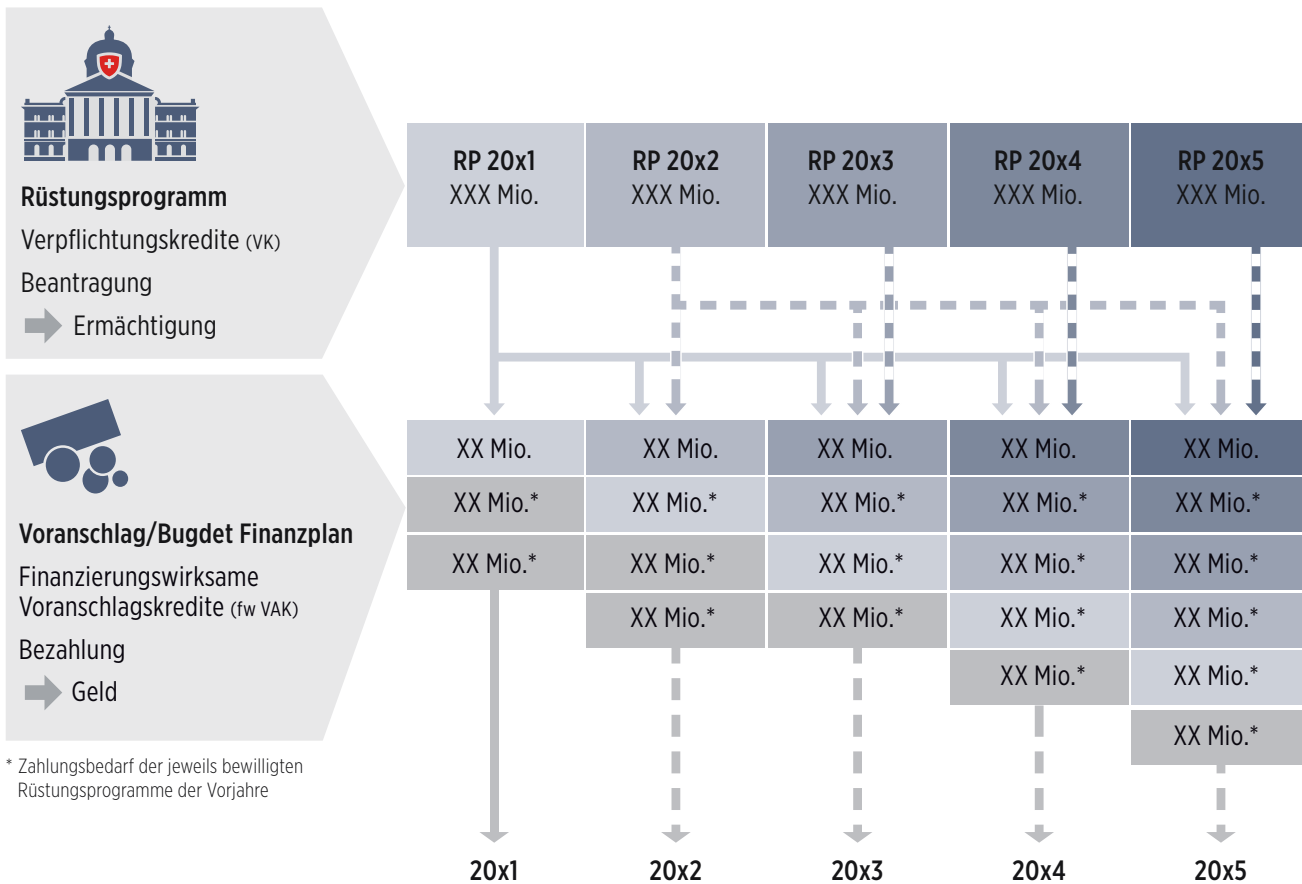 Rüstungsprogramm
Verpflichtungskredite (VK)
Beantragung
Ermächtigung
RP 20x1
XXX Mio.
RP 20x2
XXX Mio.
RP 20x3
XXX Mio.
RP 20x4
XXX Mio.
RP 20x5
XXX Mio.
Voranschlag/Bugdet Finanzplan
Finanzierungswirksame
Voranschlagskredite (fw VAK)
Bezahlung
Geld
XX Mio. XX Mio. XX Mio. XX Mio. XX Mio.
XX Mio.* XX Mio.* XX Mio.* XX Mio.* XX Mio.*
XX Mio.* XX Mio.* XX Mio.* XX Mio.* XX Mio.*
XX Mio.* XX Mio.* XX Mio.* XX Mio.*
XX Mio.* XX Mio.*
XX Mio.*
* Zahlungsbedarf der jeweils bewilligten
Rüstungsprogramme der Vorjahre
20x1 20x2 20x3 20x4 20x5